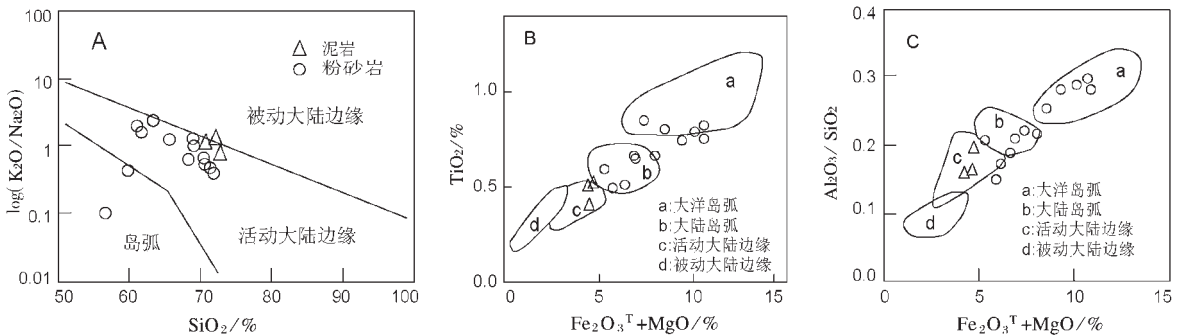 A
△ 泥岩
○ 粉砂岩
被动大陆边缘
活动大陆边缘
岛弧
log(K₂O/Na₂O)
100
10
1
0.1
0.01
50 60 70 80 90 100
SiO₂/%
B
a
b
c
d
a:大洋岛弧
b:大陆岛弧
c:活动大陆边缘
d:被动大陆边缘
TiO₂/%
1.0
0.5
0.0
0 5 10 15
Fe₂O₃ᵀ+MgO/%
C
a
b
c
d
a:大洋岛弧
b:大陆岛弧
c:活动大陆边缘
d:被动大陆边缘
Al₂O₃/SiO₂
0.4
0.3
0.2
0.1
0.0
0 5 10 15
Fe₂O₃ᵀ+MgO/%